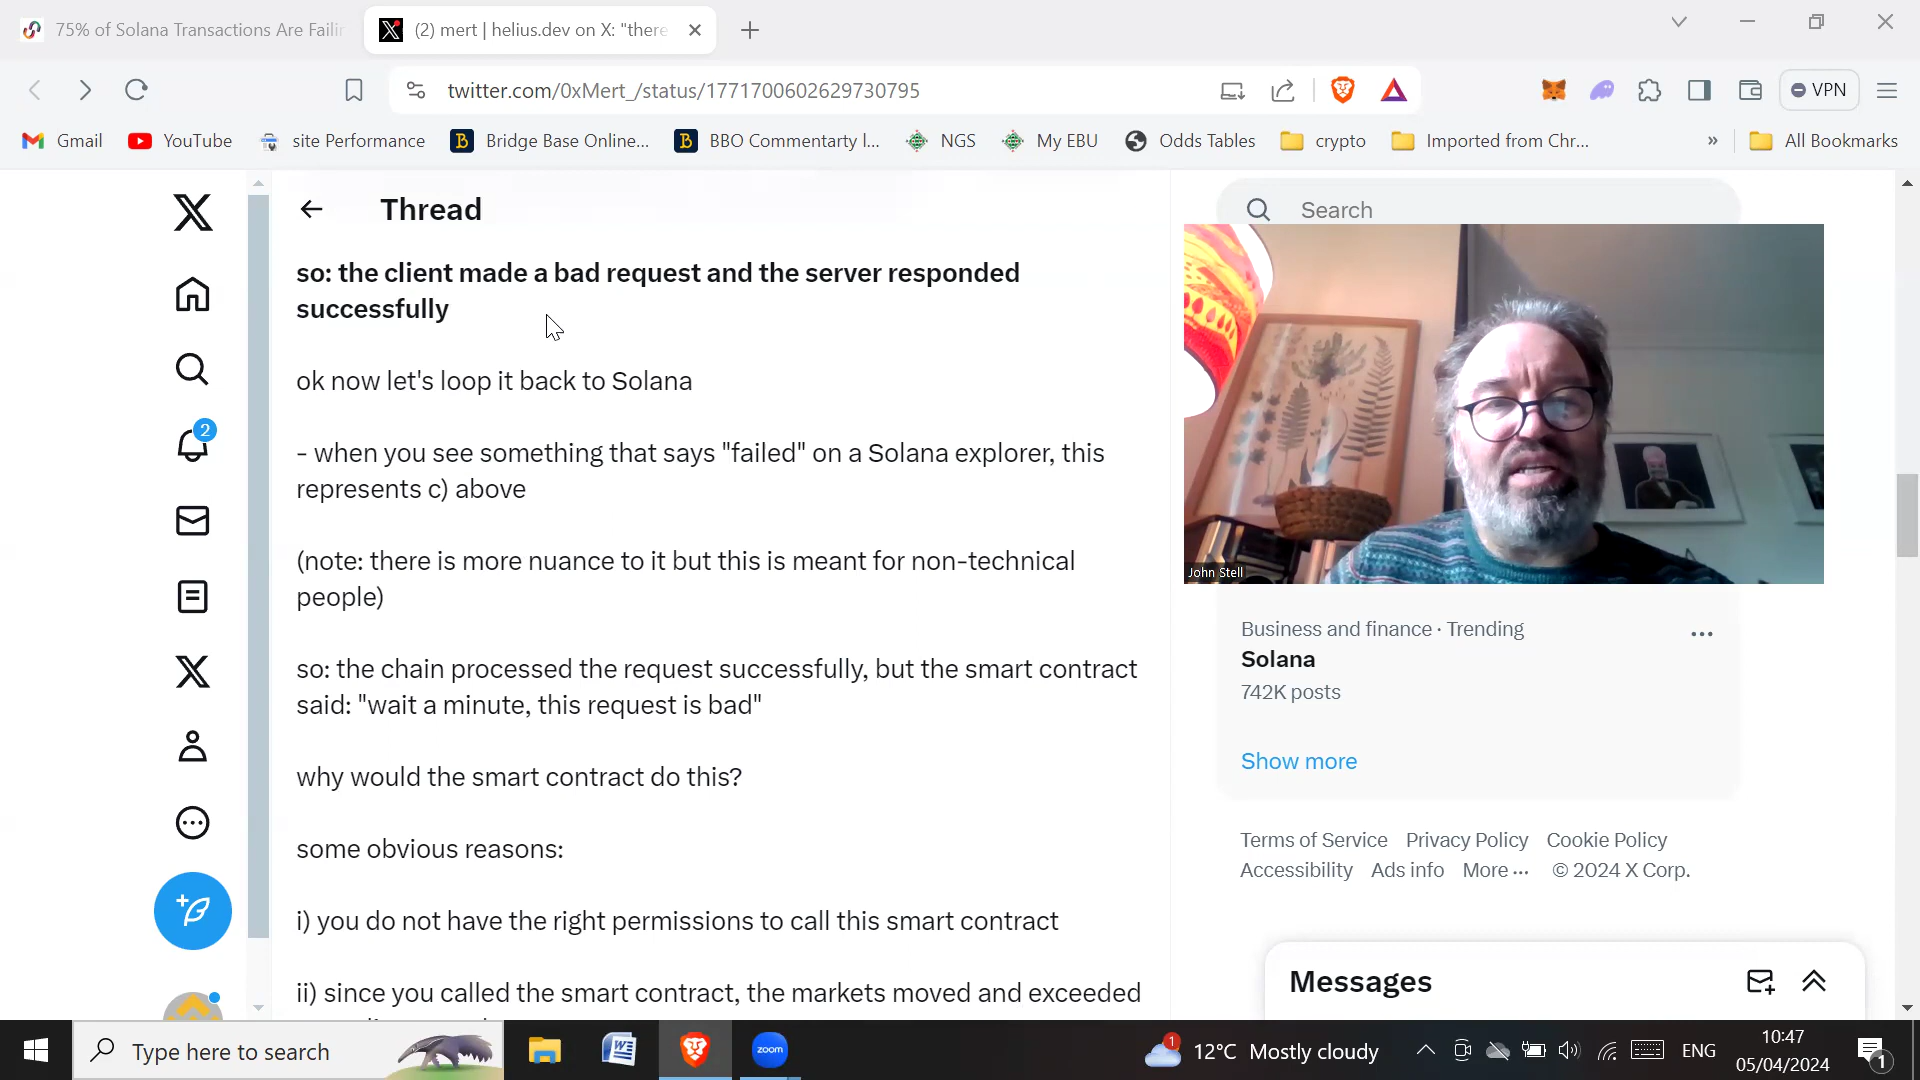 75% of Solana Transactions Are Failin
(2) mert | helius.dev on X: "there
twitter.com/0xMert_/status/1771700602629730795
VPN
Gmail
YouTube
site Performance
Bridge Base Online...
BBO Commentarty l...
NGS
My EBU
Odds Tables
crypto
Imported from Chr...
»
All Bookmarks
Thread
Search
so: the client made a bad request and the server responded
successfully
ok now let's loop it back to Solana
- when you see something that says "failed" on a Solana explorer, this
represents c) above
(note: there is more nuance to it but this is meant for non-technical
people)
so: the chain processed the request successfully, but the smart contract
said: "wait a minute, this request is bad"
why would the smart contract do this?
some obvious reasons:
i) you do not have the right permissions to call this smart contract
ii) since you called the smart contract, the markets moved and exceeded
2
John Stell
Business and finance · Trending
Solana
742K posts
Show more
Terms of Service Privacy Policy Cookie Policy
Accessibility Ads info More ··· © 2024 X Corp.
Messages
Type here to search
zoom
1
12°C Mostly cloudy
ENG
10:47
05/04/2024
1